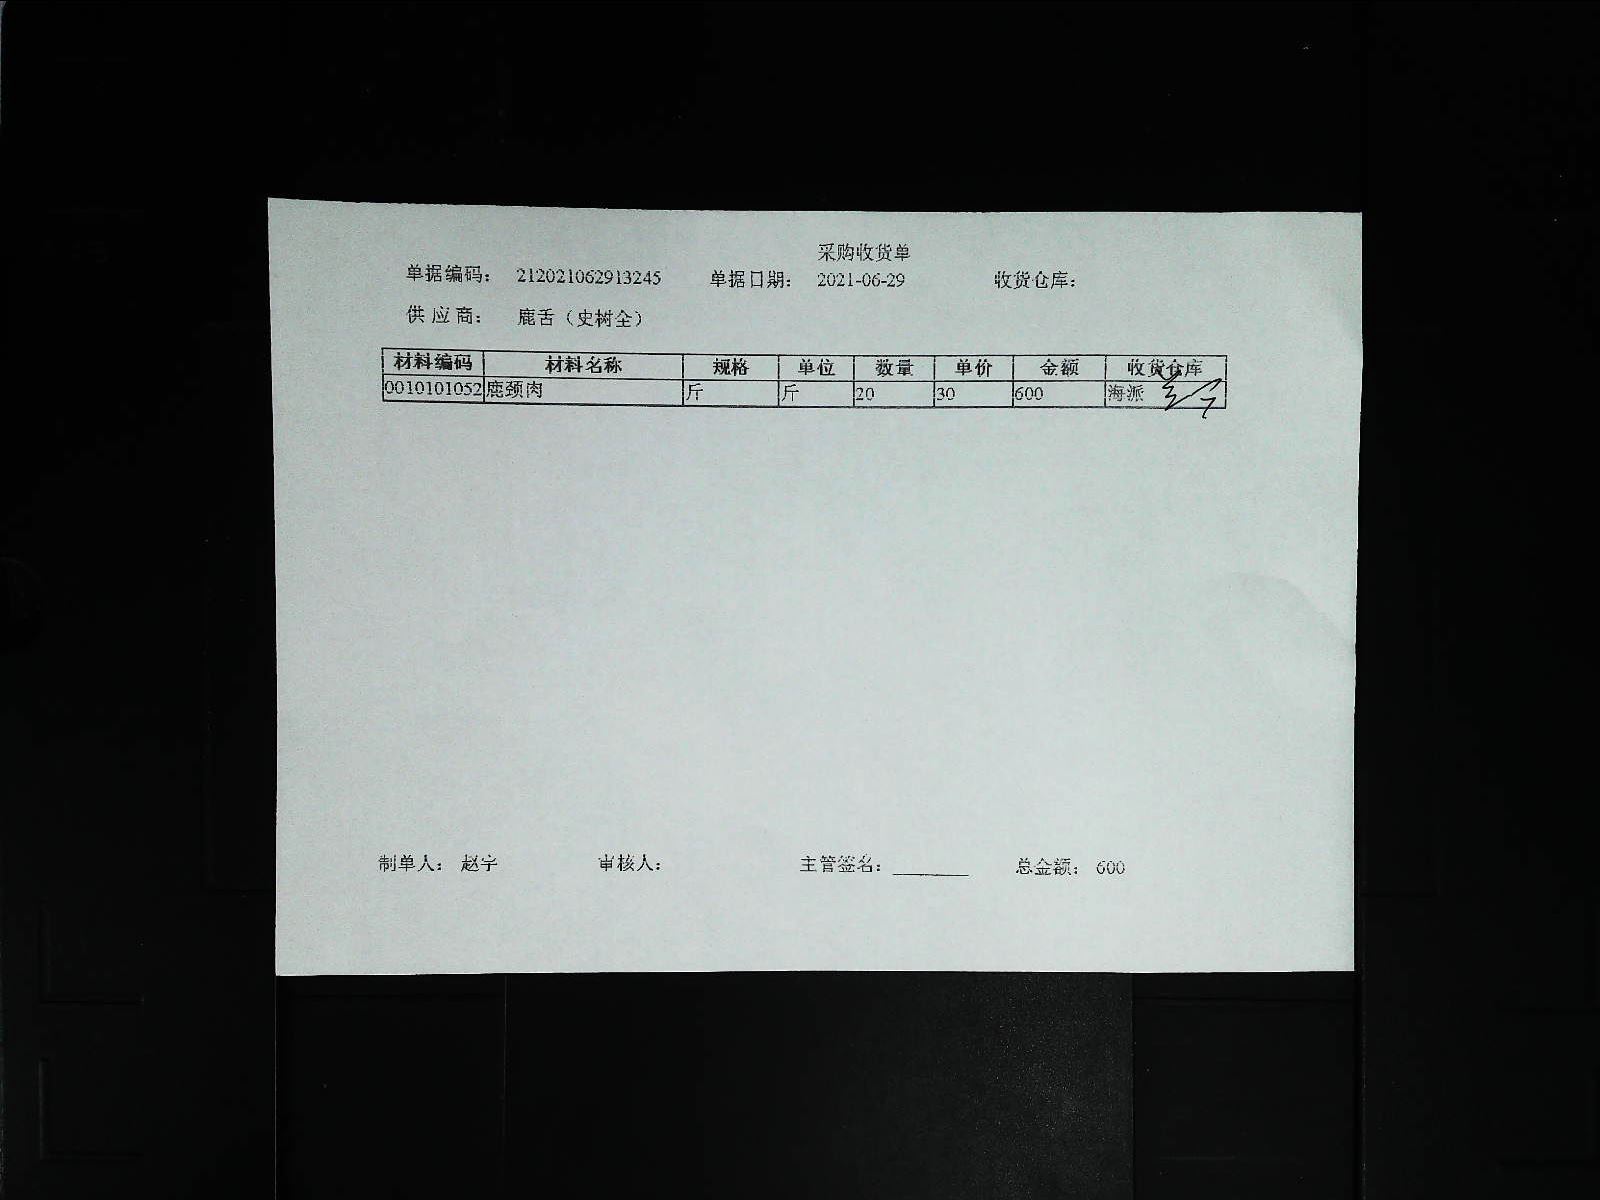 采购收货单
单据编码： 212021062913245 单据日期： 2021-06-29 收货仓库：
供 应 商： 鹿舌（史树全）
材料编码 材料名称 规格 单位 数量 单价 金额 收货仓库
0010101052 鹿颈肉 斤 斤 20 30 600 海派
制单人： 赵宇 审核人： 主管签名： 总金额： 600